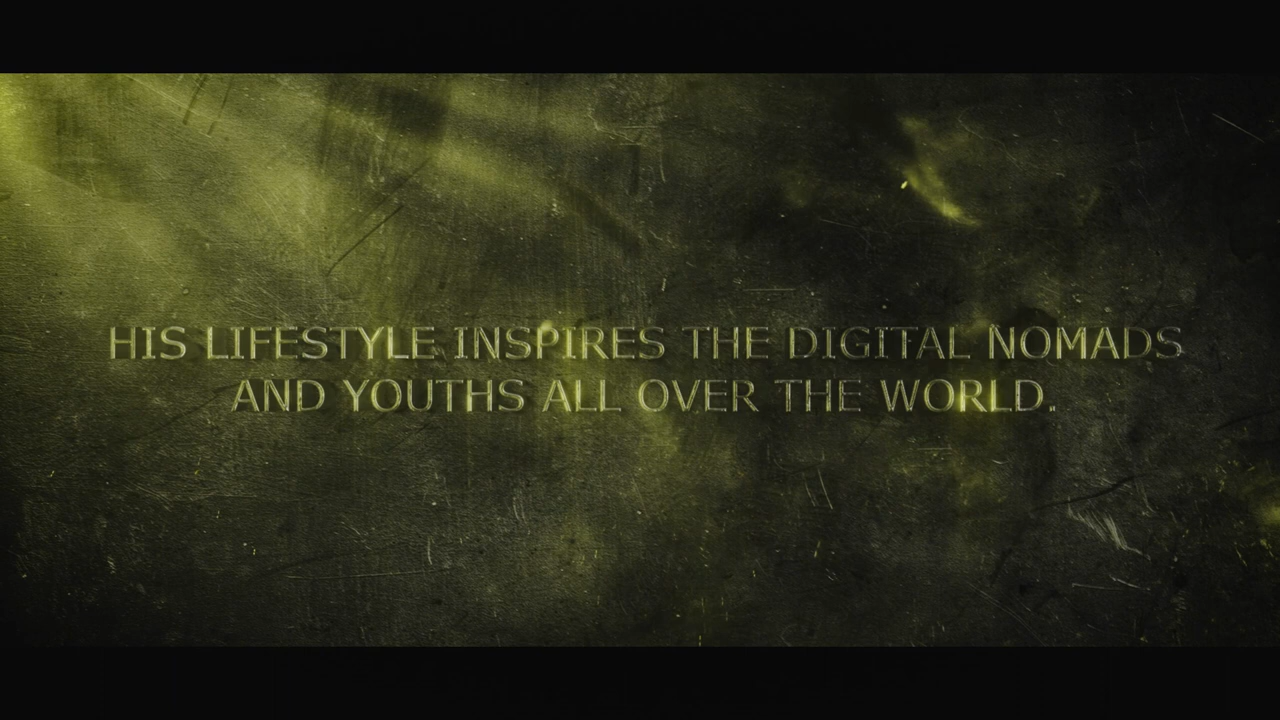 HIS LIFESTYLE INSPIRES THE DIGITAL NOMADS
AND YOUTHS ALL OVER THE WORLD.